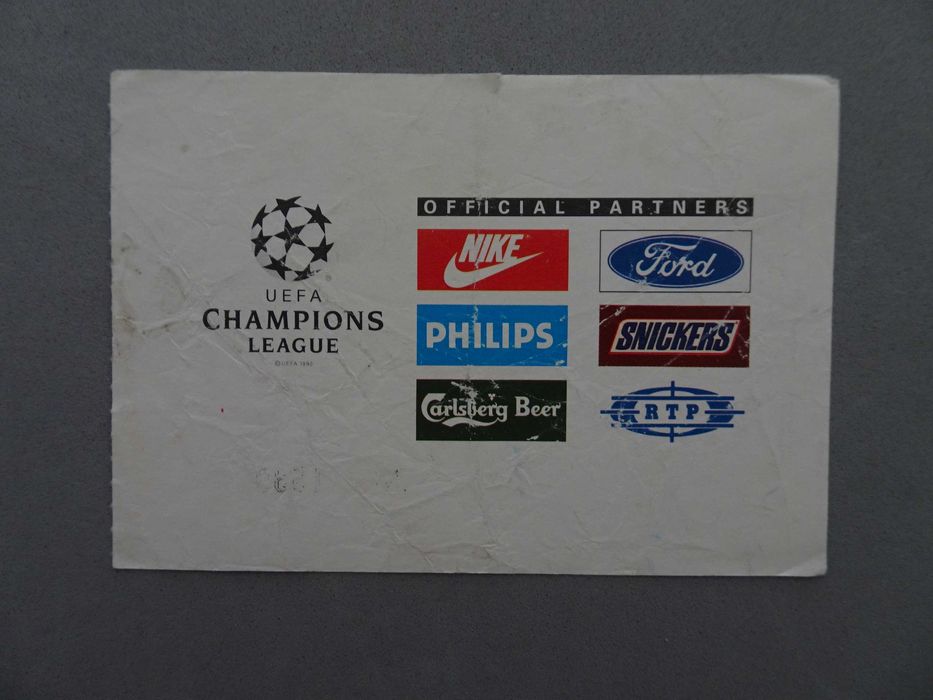 UEFA
CHAMPIONS
LEAGUE
OFFICIAL PARTNERS
NIKE
Ford
PHILIPS
SNICKERS
Carlsberg Beer
RTP